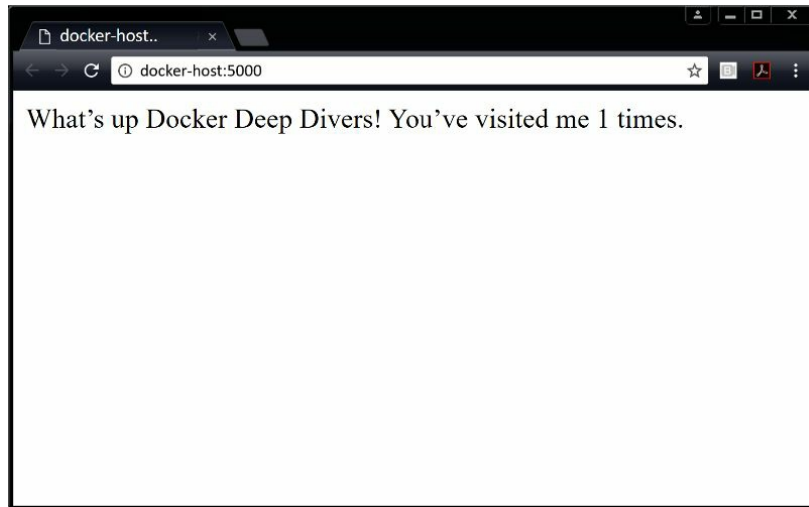 docker-host..
docker-host:5000
What’s up Docker Deep Divers! You’ve visited me 1 times.